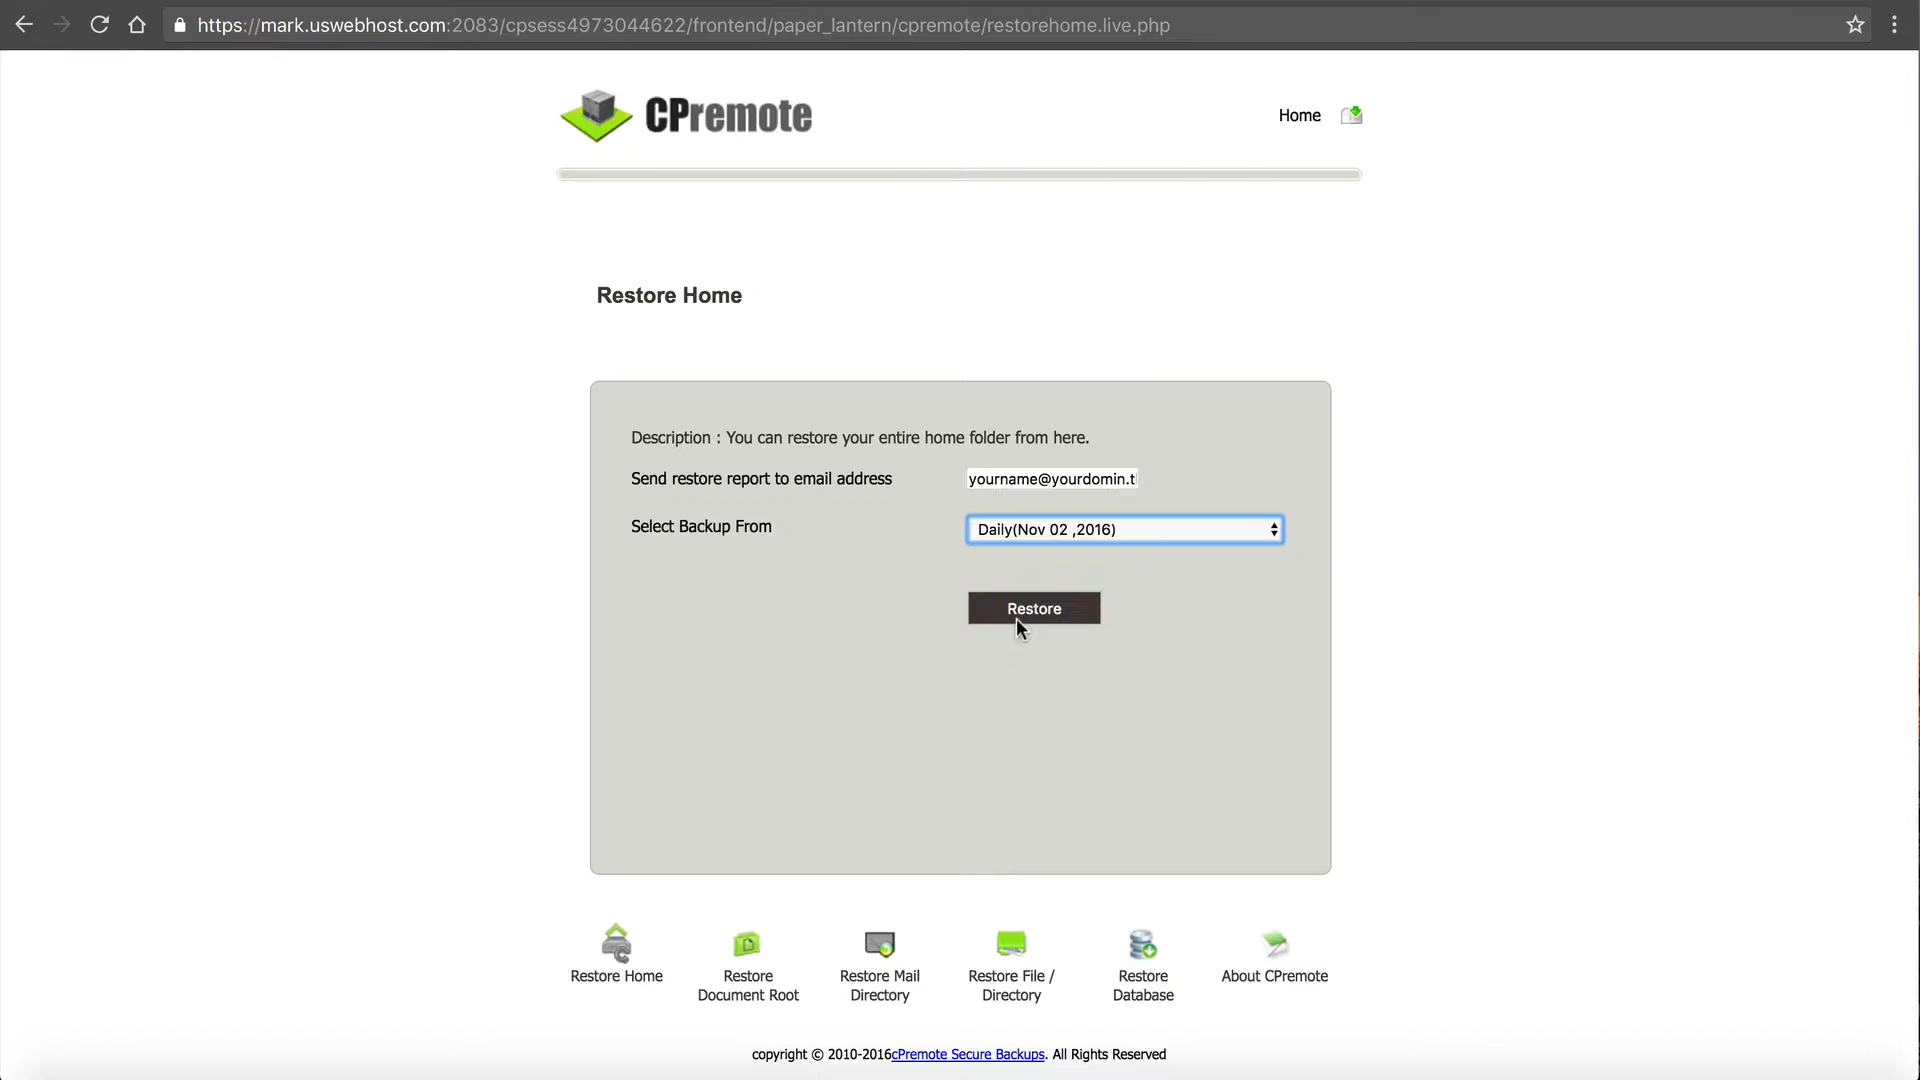 https://mark.uswebhost.com:2083/cpsess4973044622/frontend/paper_lantern/cpremote/restorehome.live.php
CPremote
Home
Restore Home
Description : You can restore your entire home folder from here.
Send restore report to email address
yourname@yourdomin.t
Select Backup From
Daily(Nov 02 ,2016)
Restore
Restore Home
Restore
Document Root
Restore Mail
Directory
Restore File /
Directory
Restore
Database
About CPremote
copyright © 2010-2016cPremote Secure Backups. All Rights Reserved